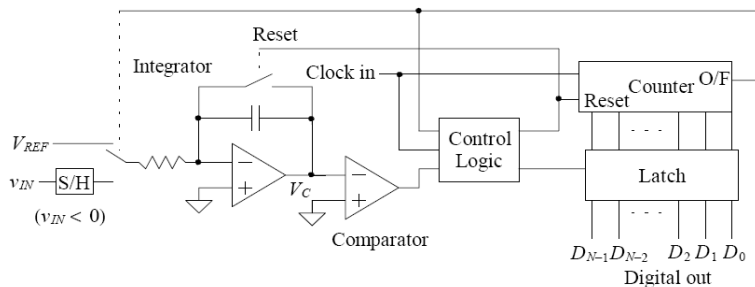 Reset
Integrator
Clock in
Counter
O/F
Reset
V_REF
Control
Logic
v_IN
S/H
V_C
Latch
(v_IN < 0)
Comparator
D_N–1 D_N–2 D_2 D_1 D_0
Digital out